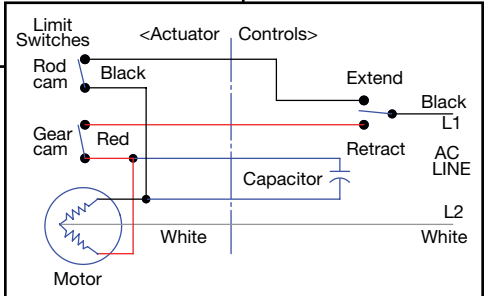 Limit
Switches
<Actuator
Controls>
Rod
cam
Black
Extend
Black
L1
Gear
cam
Red
Retract
AC
LINE
Capacitor
L2
White
White
Motor